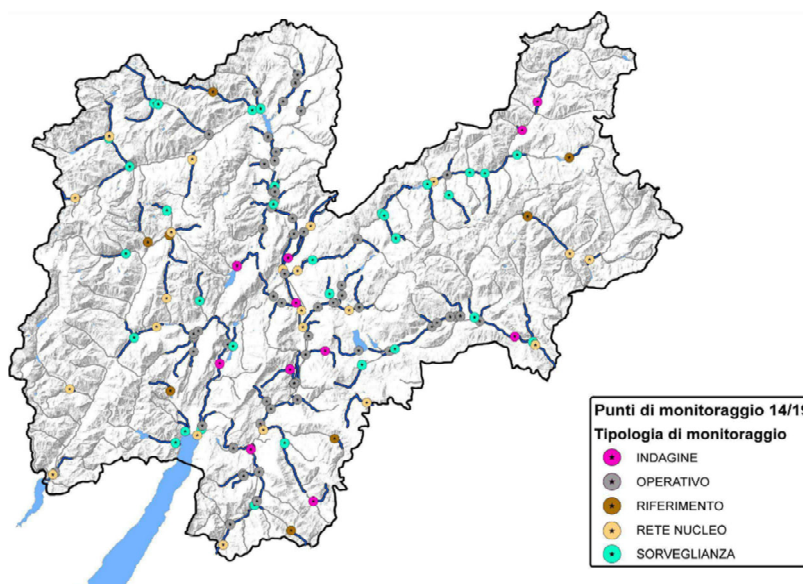 Punti di monitoraggio 14/19
Tipologia di monitoraggio
INDAGINE
OPERATIVO
RIFERIMENTO
RETE NUCLEO
SORVEGLIANZA